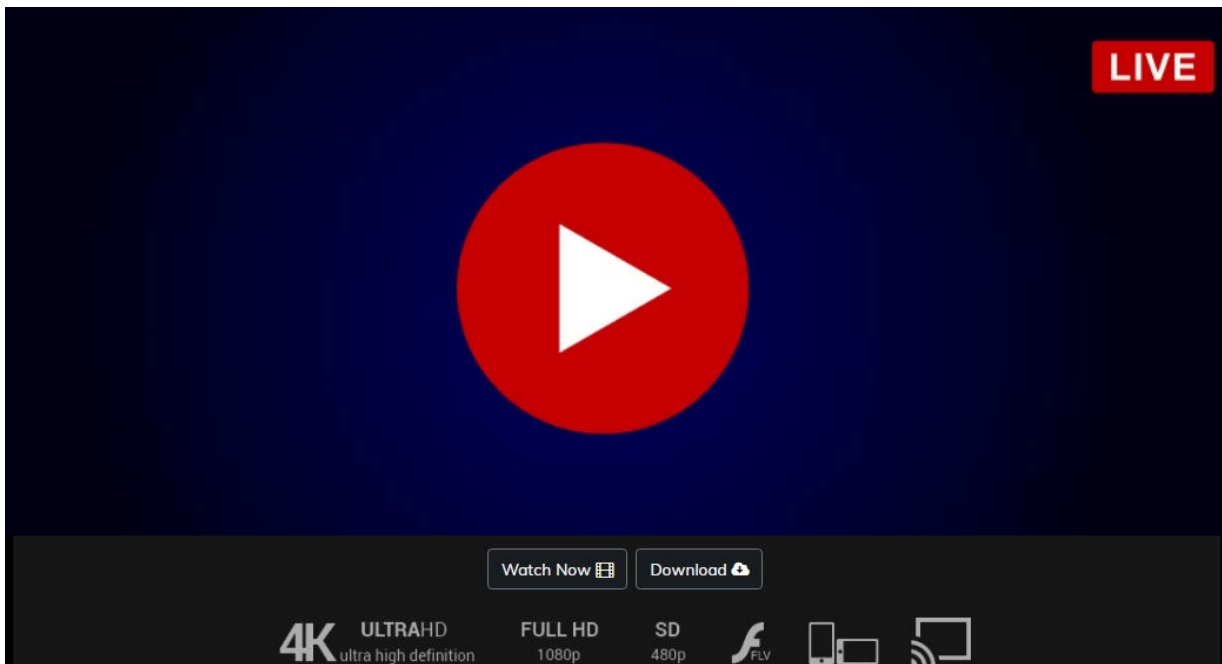 LIVE
Watch Now Download
4K ULTRAHD FULL HD SD
ultra high definition 1080p 480p FLV